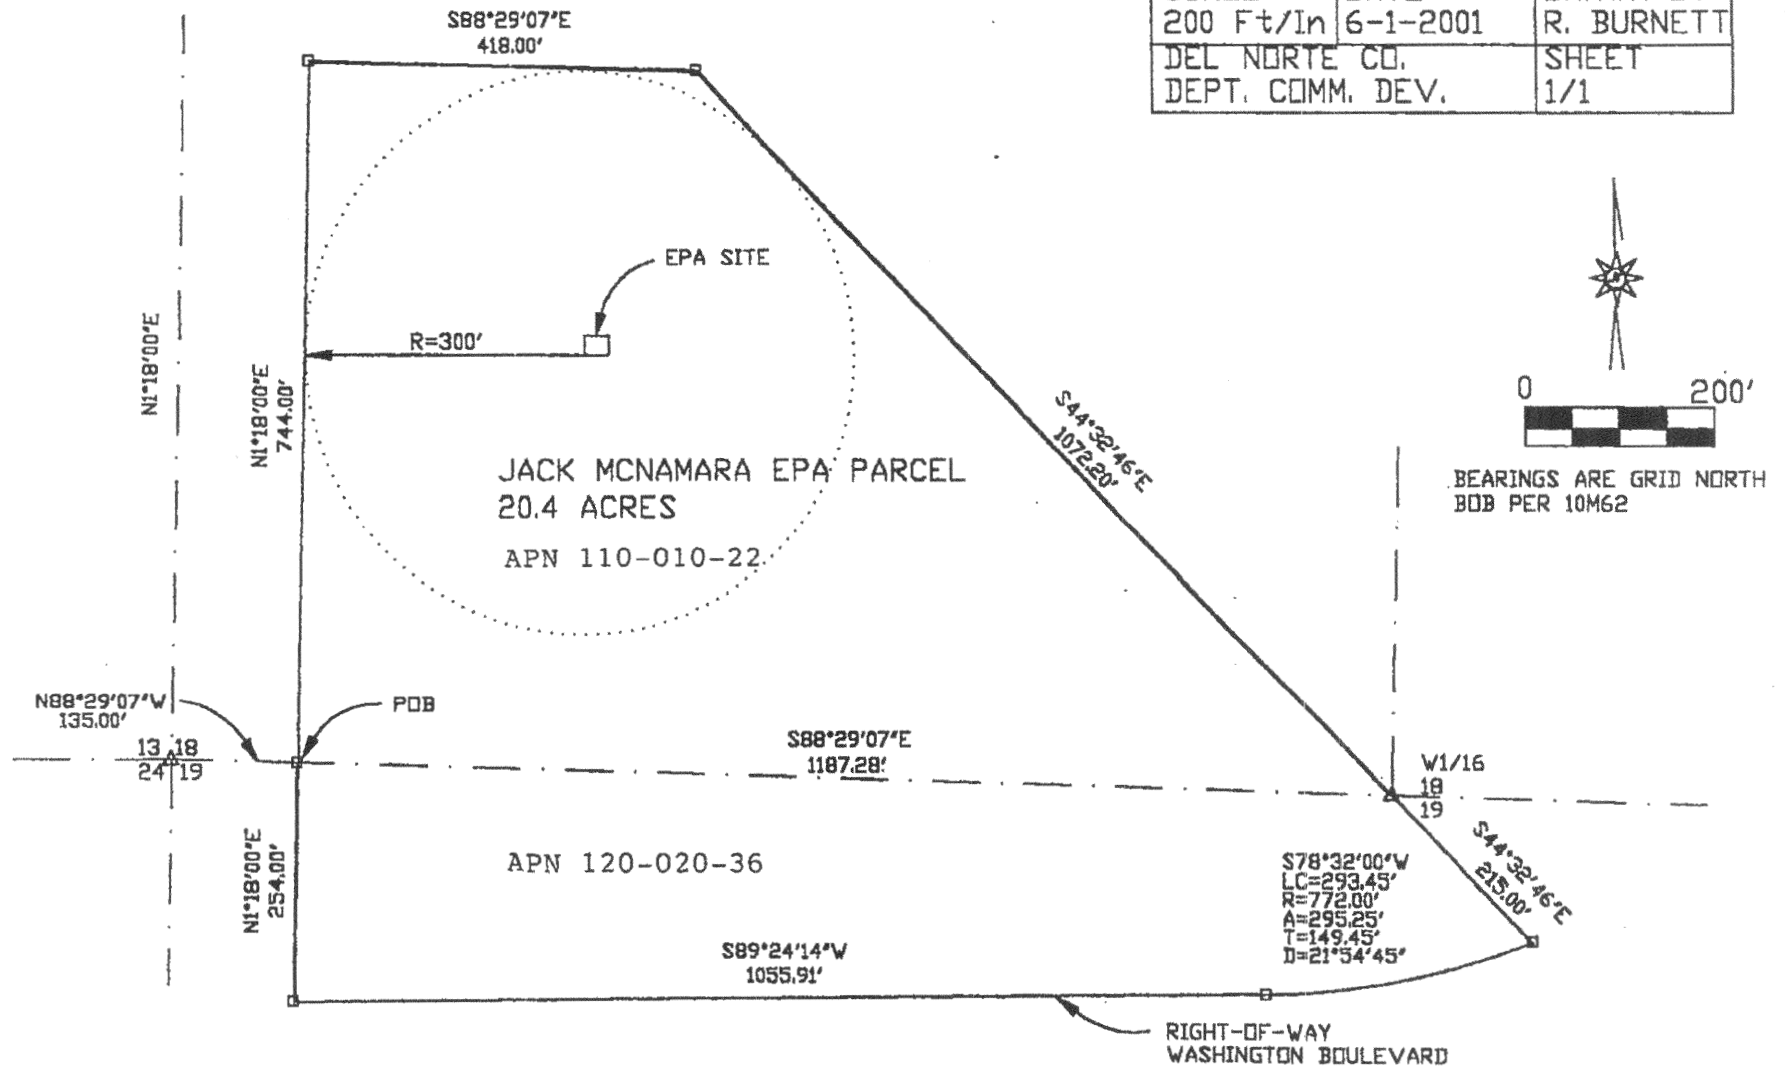 S88°29'07"E
418.00'
200 Ft/In 6-1-2001 R. BURNETT
DEL NORTE CO. SHEET
DEPT. COMM. DEV. 1/1
EPA SITE
R=300'
N1°18'00"E
N1°18'00"E
744.00'
0 200'
S44°32'46"E
1072.20'
BEARINGS ARE GRID NORTH
BOB PER 10M62
JACK MCNAMARA EPA PARCEL
20.4 ACRES
APN 110-010-22
N88°29'07"W
135.00'
POB
13 18
24 19
S88°29'07"E
1187.28'
W1/16
18
19
N1°18'00"E
254.00'
APN 120-020-36
S78°32'00"W
LC=293.45'
R=772.00'
A=295.25'
T=149.45'
D=21°54'45"
S44°32'46"E
215.00'
S89°24'14"W
1055.91'
RIGHT-OF-WAY
WASHINGTON BOULEVARD